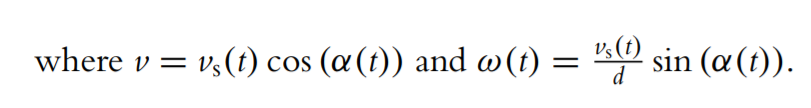 where v = vₛ(t) cos (α(t)) and ω(t) = vₛ(t)/d sin (α(t)).